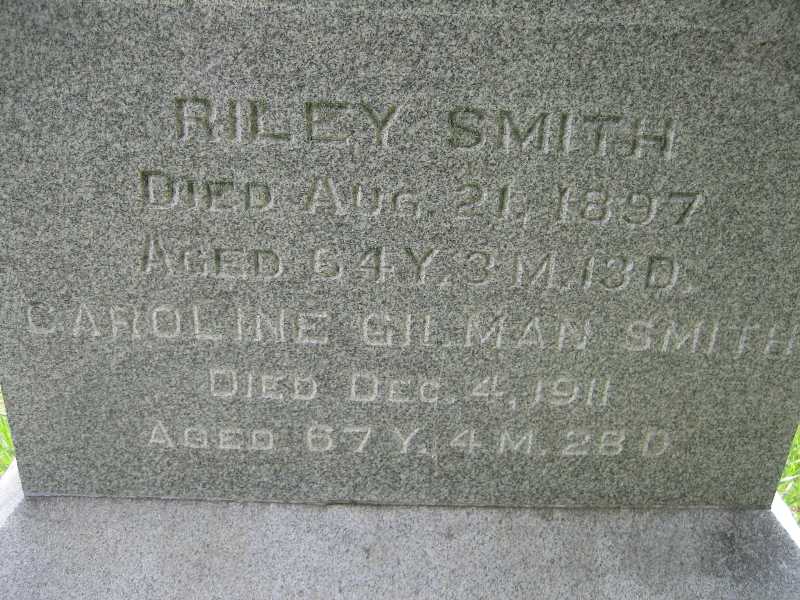 RILEY SMITH
DIED AUG. 21, 1897
AGED 64 Y. 3 M. 13 D.
CAROLINE GILMAN SMITH
DIED DEC. 4, 1911
AGED 67 Y. 4 M. 28 D.